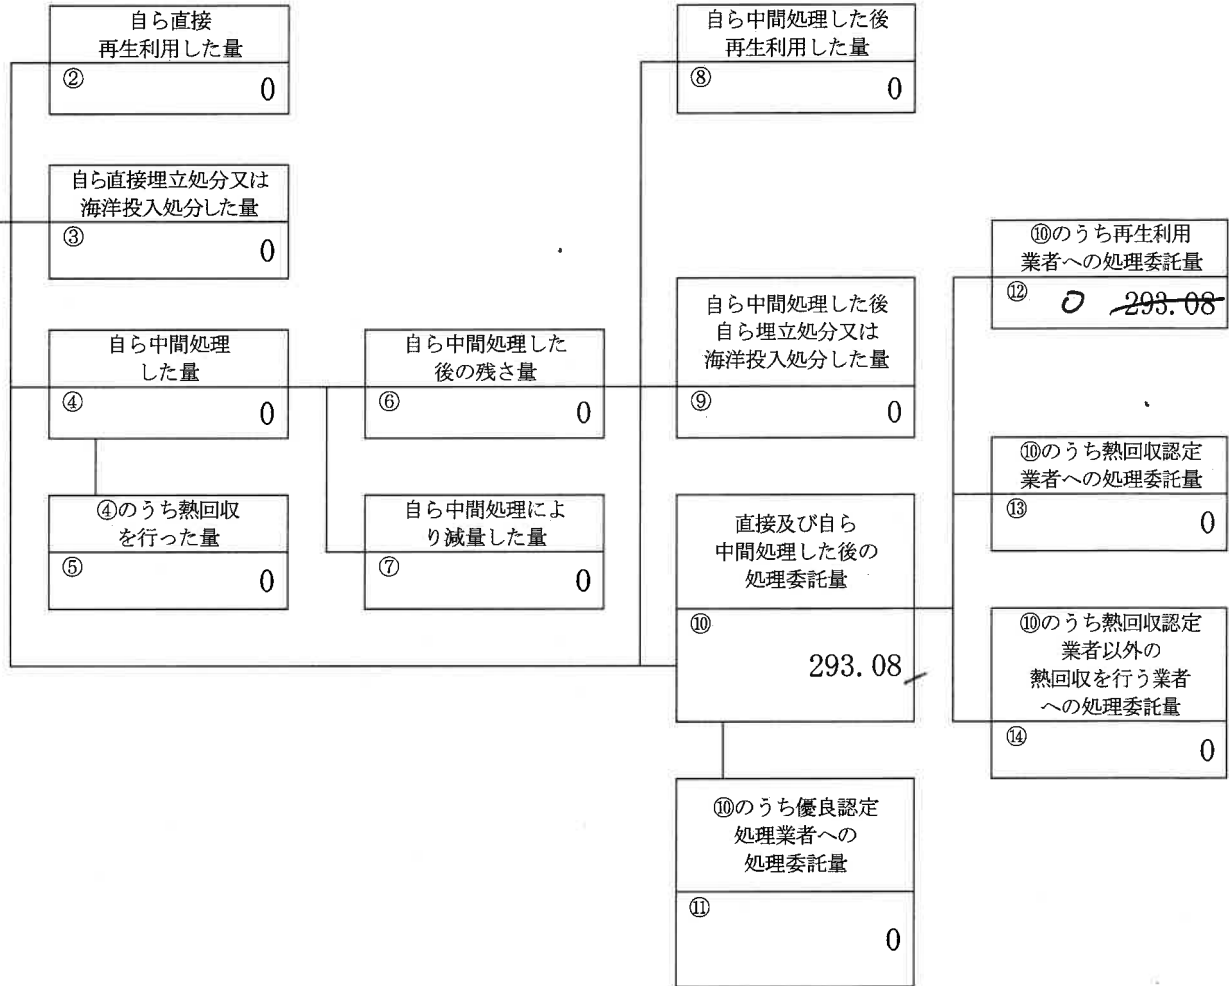 自ら直接
再生利用した量
② 0
自ら直接埋立処分又は
海洋投入処分した量
③ 0
自ら中間処理
した量
④ 0
④のうち熱回収
を行った量
⑤ 0
自ら中間処理した
後の残さ量
⑥ 0
自ら中間処理によ
り減量した量
⑦ 0
自ら中間処理した後
再生利用した量
⑧ 0
自ら中間処理した後
自ら埋立処分又は
海洋投入処分した量
⑨ 0
直接及び自ら
中間処理した後の
処理委託量
⑩
293.08
⑩のうち優良認定
処理業者への
処理委託量
⑪
0
⑩のうち再生利用
業者への処理委託量
⑫ 0 293.08
⑩のうち熱回収認定
業者への処理委託量
⑬ 0
⑩のうち熱回収認定
業者以外の
熱回収を行う業者
への処理委託量
⑭ 0